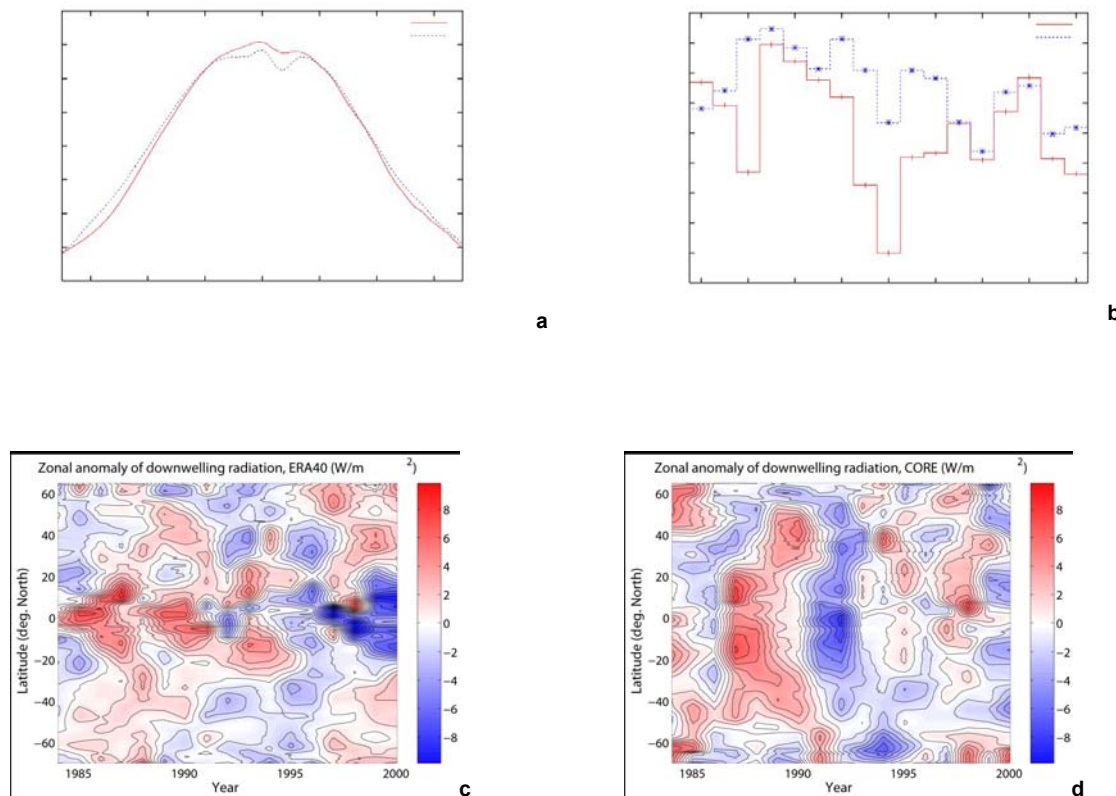 a
b
Zonal anomaly of downwelling radiation, ERA40 (W/m 2)
60
40
20
0
−20
−40
−60
Latitude (deg. North)
1985 1990 1995 2000
Year
8
6
4
2
0
−2
−4
−6
−8
c
Zonal anomaly of downwelling radiation, CORE (W/m 2)
60
40
20
0
−20
−40
−60
Latitude (deg. North)
1985 1990 1995 2000
Year
8
6
4
2
0
−2
−4
−6
−8
d